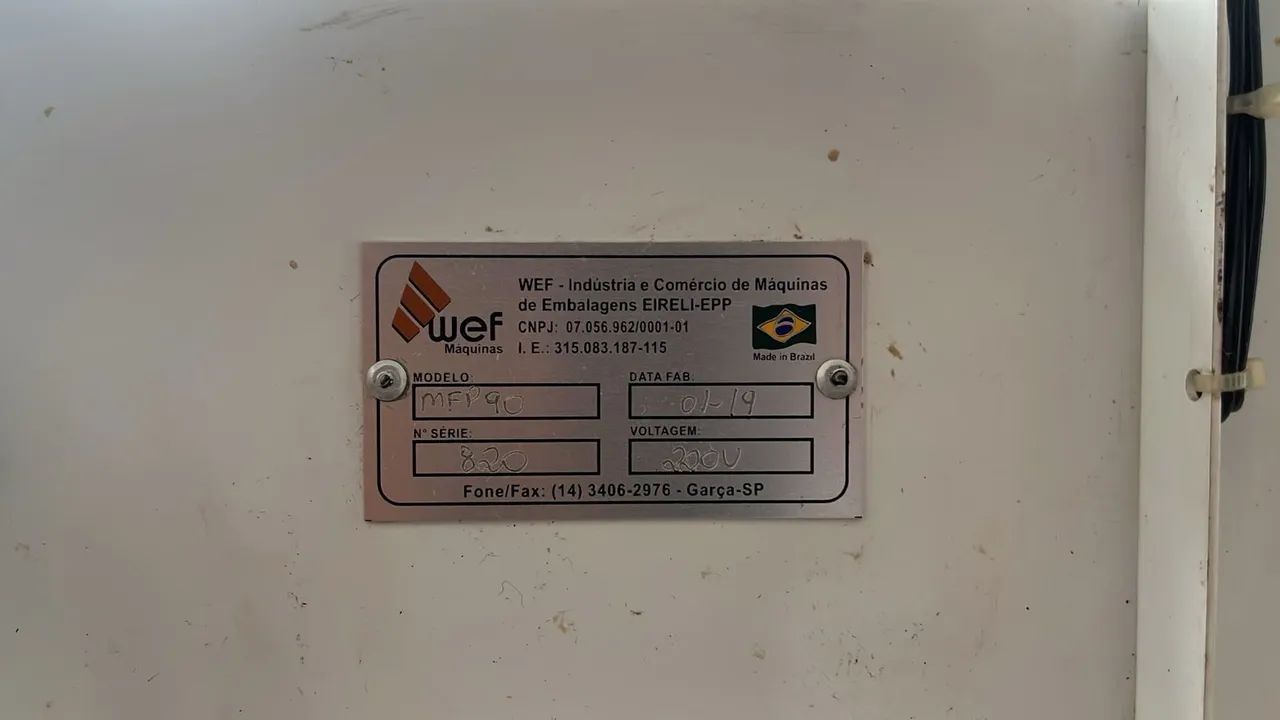 wef
Máquinas
WEF - Indústria e Comércio de Máquinas
de Embalagens EIRELI-EPP
CNPJ: 07.056.962/0001-01
I. E.: 315.083.187-115
Made in Brazil
MODELO:
MFP90
DATA FAB.
01-19
N° SÉRIE:
820
VOLTAGEM:
220V
Fone/Fax: (14) 3406-2976 - Garça-SP